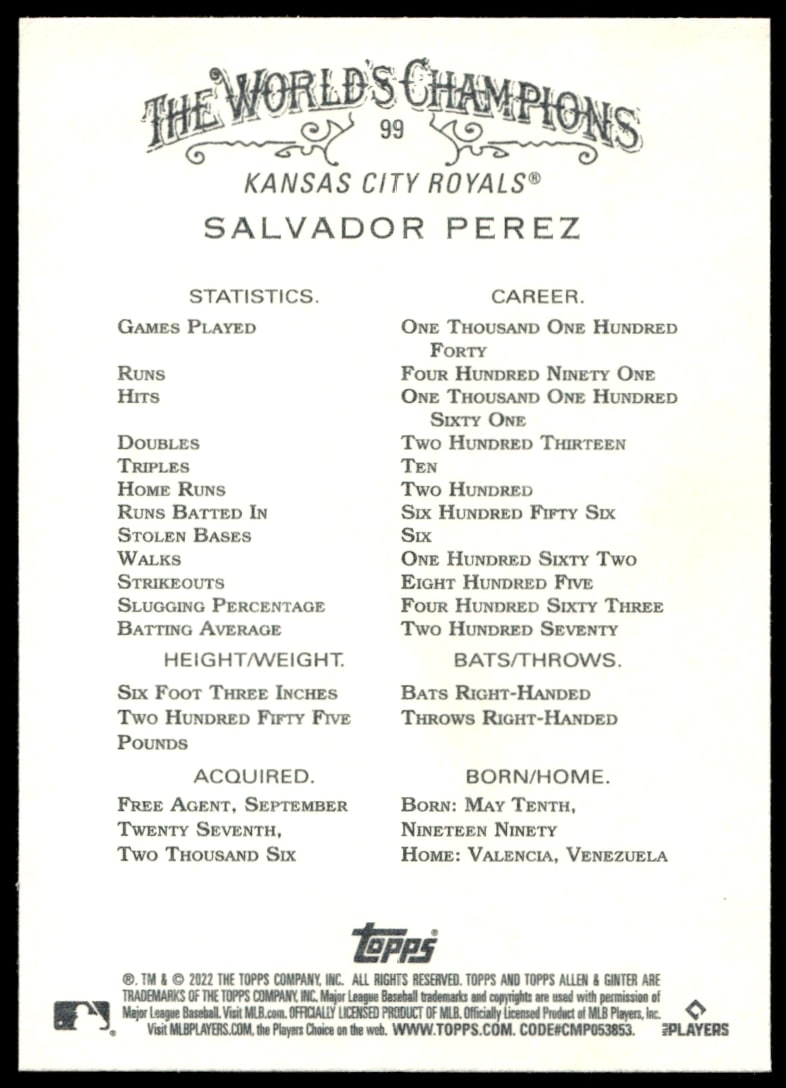 THE WORLD'S CHAMPIONS
99
KANSAS CITY ROYALS®
SALVADOR PEREZ
STATISTICS. CAREER.
GAMES PLAYED ONE THOUSAND ONE HUNDRED
FORTY
RUNS FOUR HUNDRED NINETY ONE
HITS ONE THOUSAND ONE HUNDRED
SIXTY ONE
DOUBLES TWO HUNDRED THIRTEEN
TRIPLES TEN
HOME RUNS TWO HUNDRED
RUNS BATTED IN SIX HUNDRED FIFTY SIX
STOLEN BASES SIX
WALKS ONE HUNDRED SIXTY TWO
STRIKEOUTS EIGHT HUNDRED FIVE
SLUGGING PERCENTAGE FOUR HUNDRED SIXTY THREE
BATTING AVERAGE TWO HUNDRED SEVENTY
HEIGHT/WEIGHT. BATS/THROWS.
SIX FOOT THREE INCHES BATS RIGHT-HANDED
TWO HUNDRED FIFTY FIVE THROWS RIGHT-HANDED
POUNDS
ACQUIRED. BORN/HOME.
FREE AGENT, SEPTEMBER BORN: MAY TENTH,
TWENTY SEVENTH, NINETEEN NINETY
TWO THOUSAND SIX HOME: VALENCIA, VENEZUELA
topps®
®, TM & © 2022 THE TOPPS COMPANY, INC. ALL RIGHTS RESERVED. TOPPS AND TOPPS ALLEN & GINTER ARE
TRADEMARKS OF THE TOPPS COMPANY, INC. Major League Baseball trademarks and copyrights are used with permission of
Major League Baseball. Visit MLB.com. OFFICIALLY LICENSED PRODUCT OF MLB. Officially Licensed Product of MLB Players, Inc.
Visit MLBPLAYERS.COM, the Players Choice on the web. WWW.TOPPS.COM. CODE#CMP053853.
MLB PLAYERS